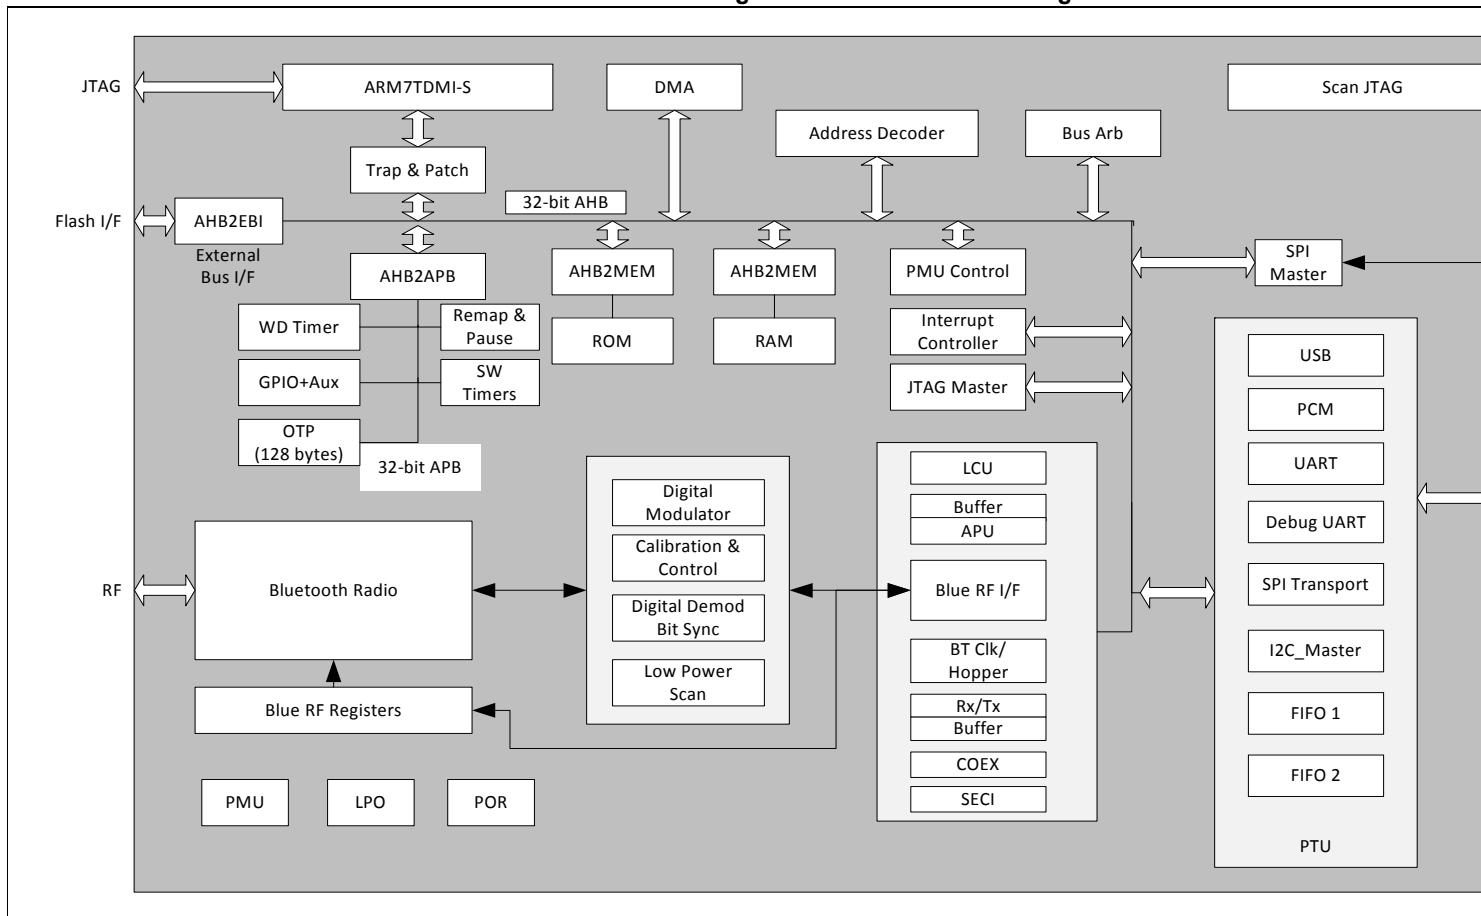 JTAG
ARM7TDMI-S
DMA
Scan JTAG
Address Decoder
Bus Arb
Trap & Patch
32-bit AHB
Flash I/F
AHB2EBI
External
Bus I/F
AHB2APB
AHB2MEM
AHB2MEM
PMU Control
SPI
Master
WD Timer
Remap &
Pause
ROM
RAM
Interrupt
Controller
GPIO+Aux
SW
Timers
JTAG Master
OTP
(128 bytes)
32-bit APB
USB
PCM
UART
Debug UART
SPI Transport
I2C_Master
FIFO 1
FIFO 2
PTU
LCU
Buffer
APU
Blue RF I/F
BT Clk/
Hopper
Rx/Tx
Buffer
COEX
SECI
Digital
Modulator
Calibration &
Control
Digital Demod
Bit Sync
Low Power
Scan
RF
Bluetooth Radio
Blue RF Registers
PMU
LPO
POR